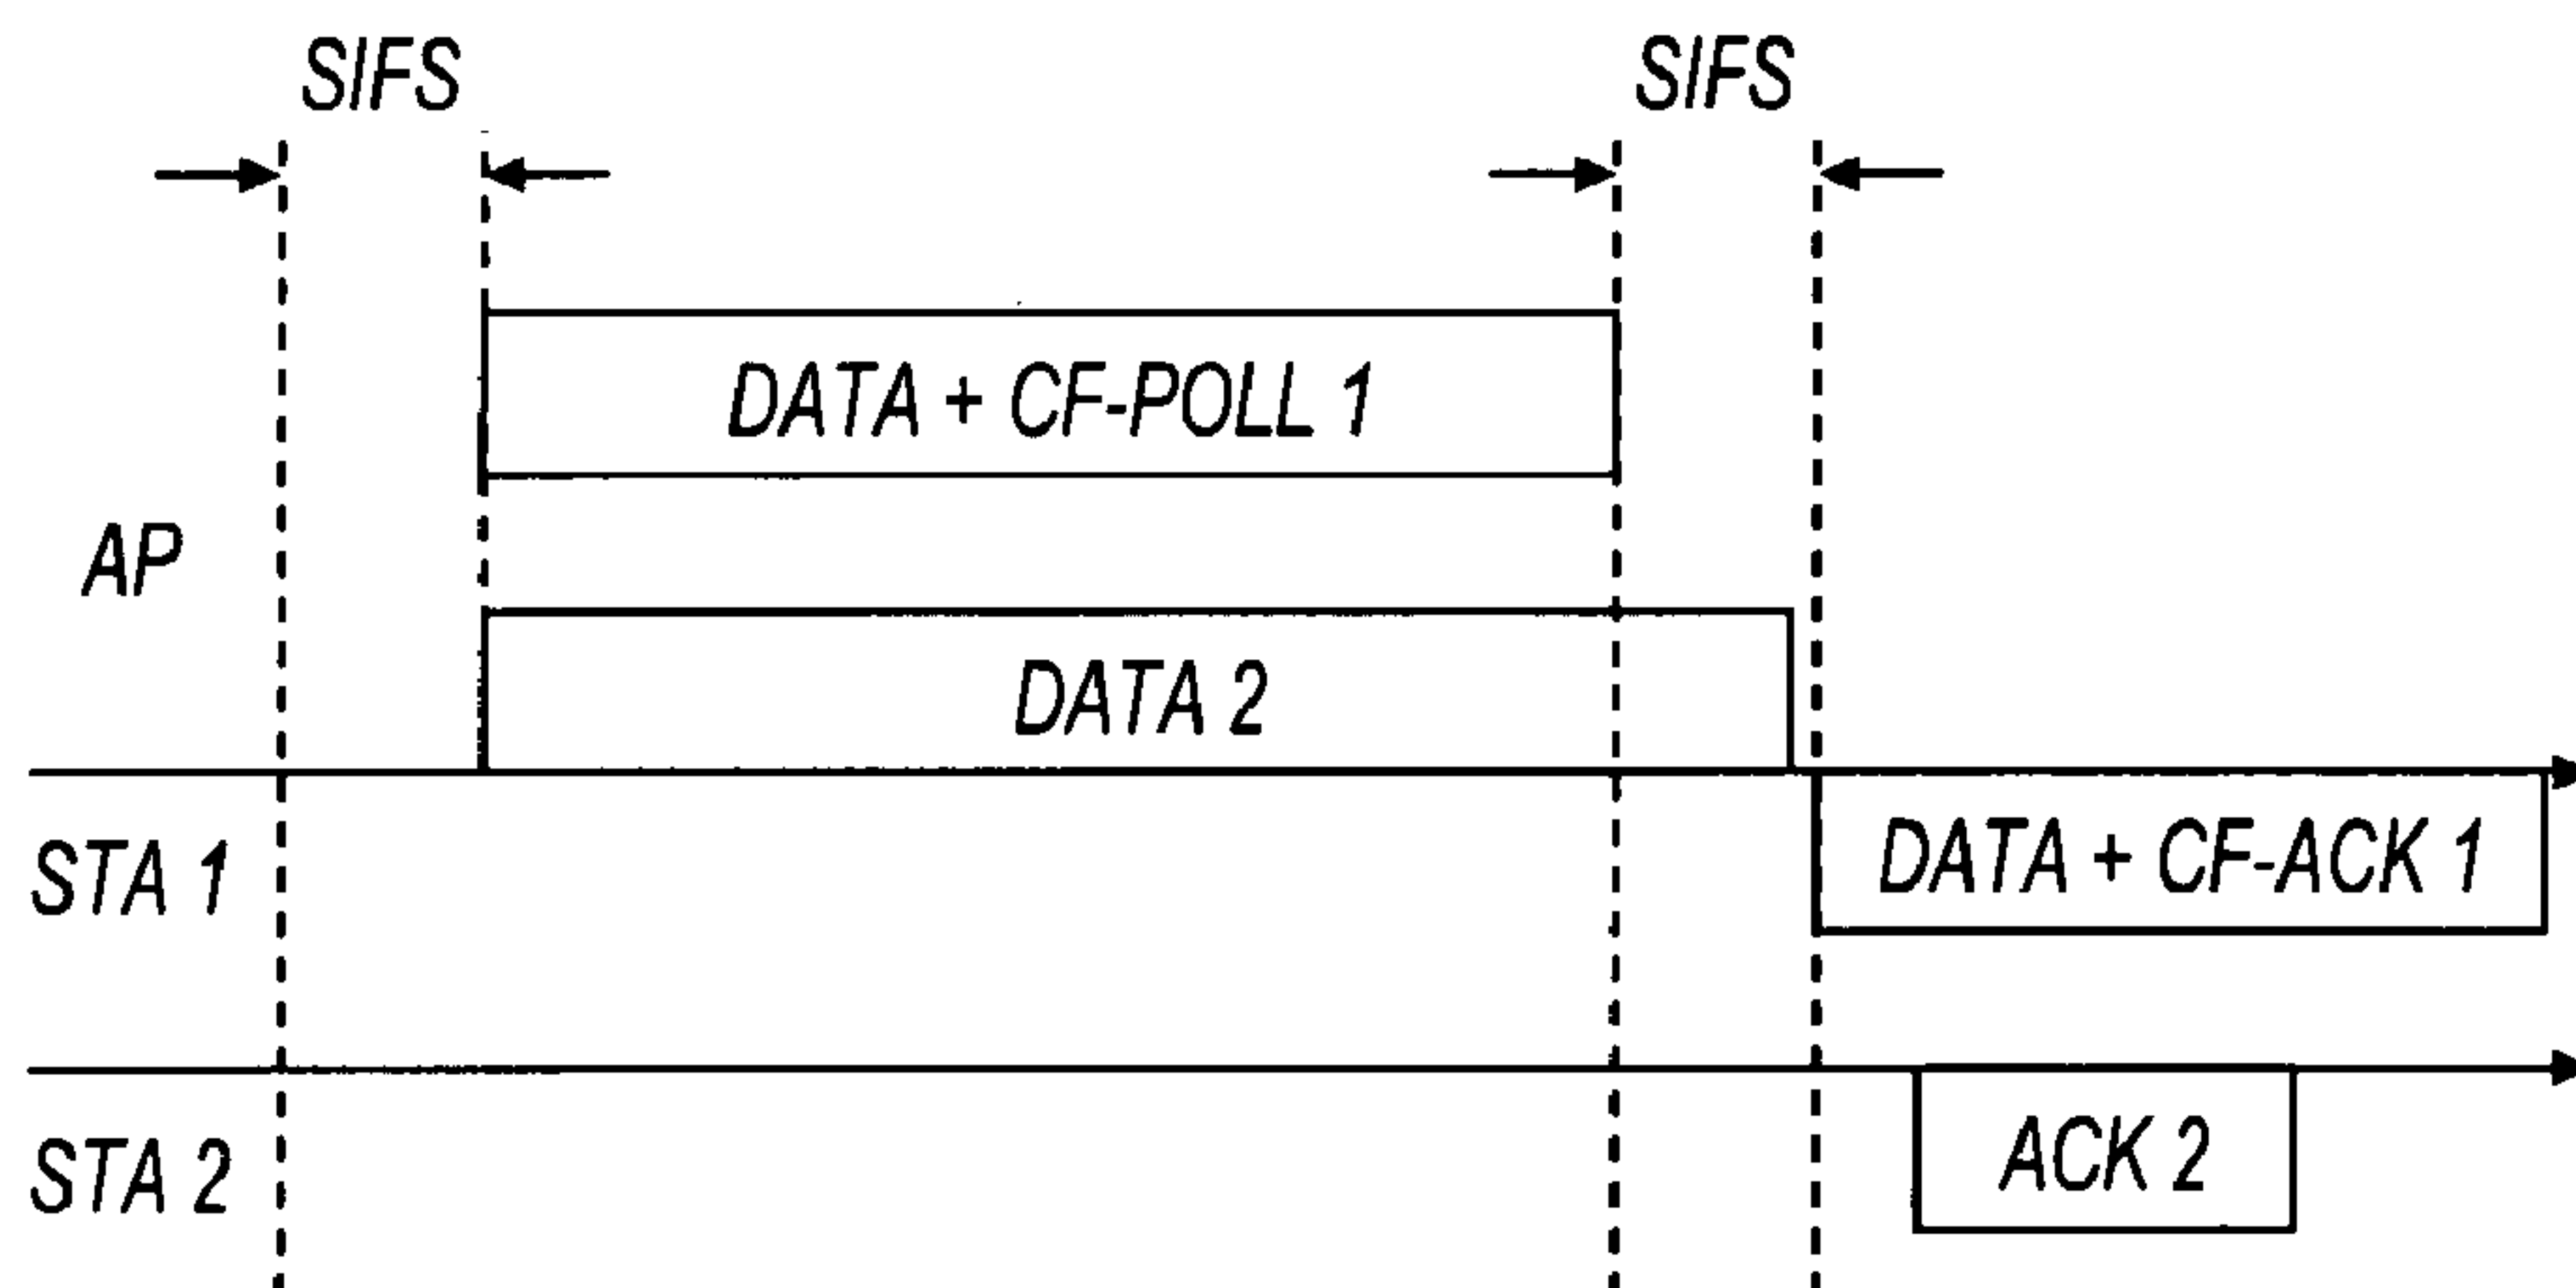 SIFS
SIFS
DATA + CF-POLL 1
AP
DATA 2
STA 1
DATA + CF-ACK 1
STA 2
ACK 2